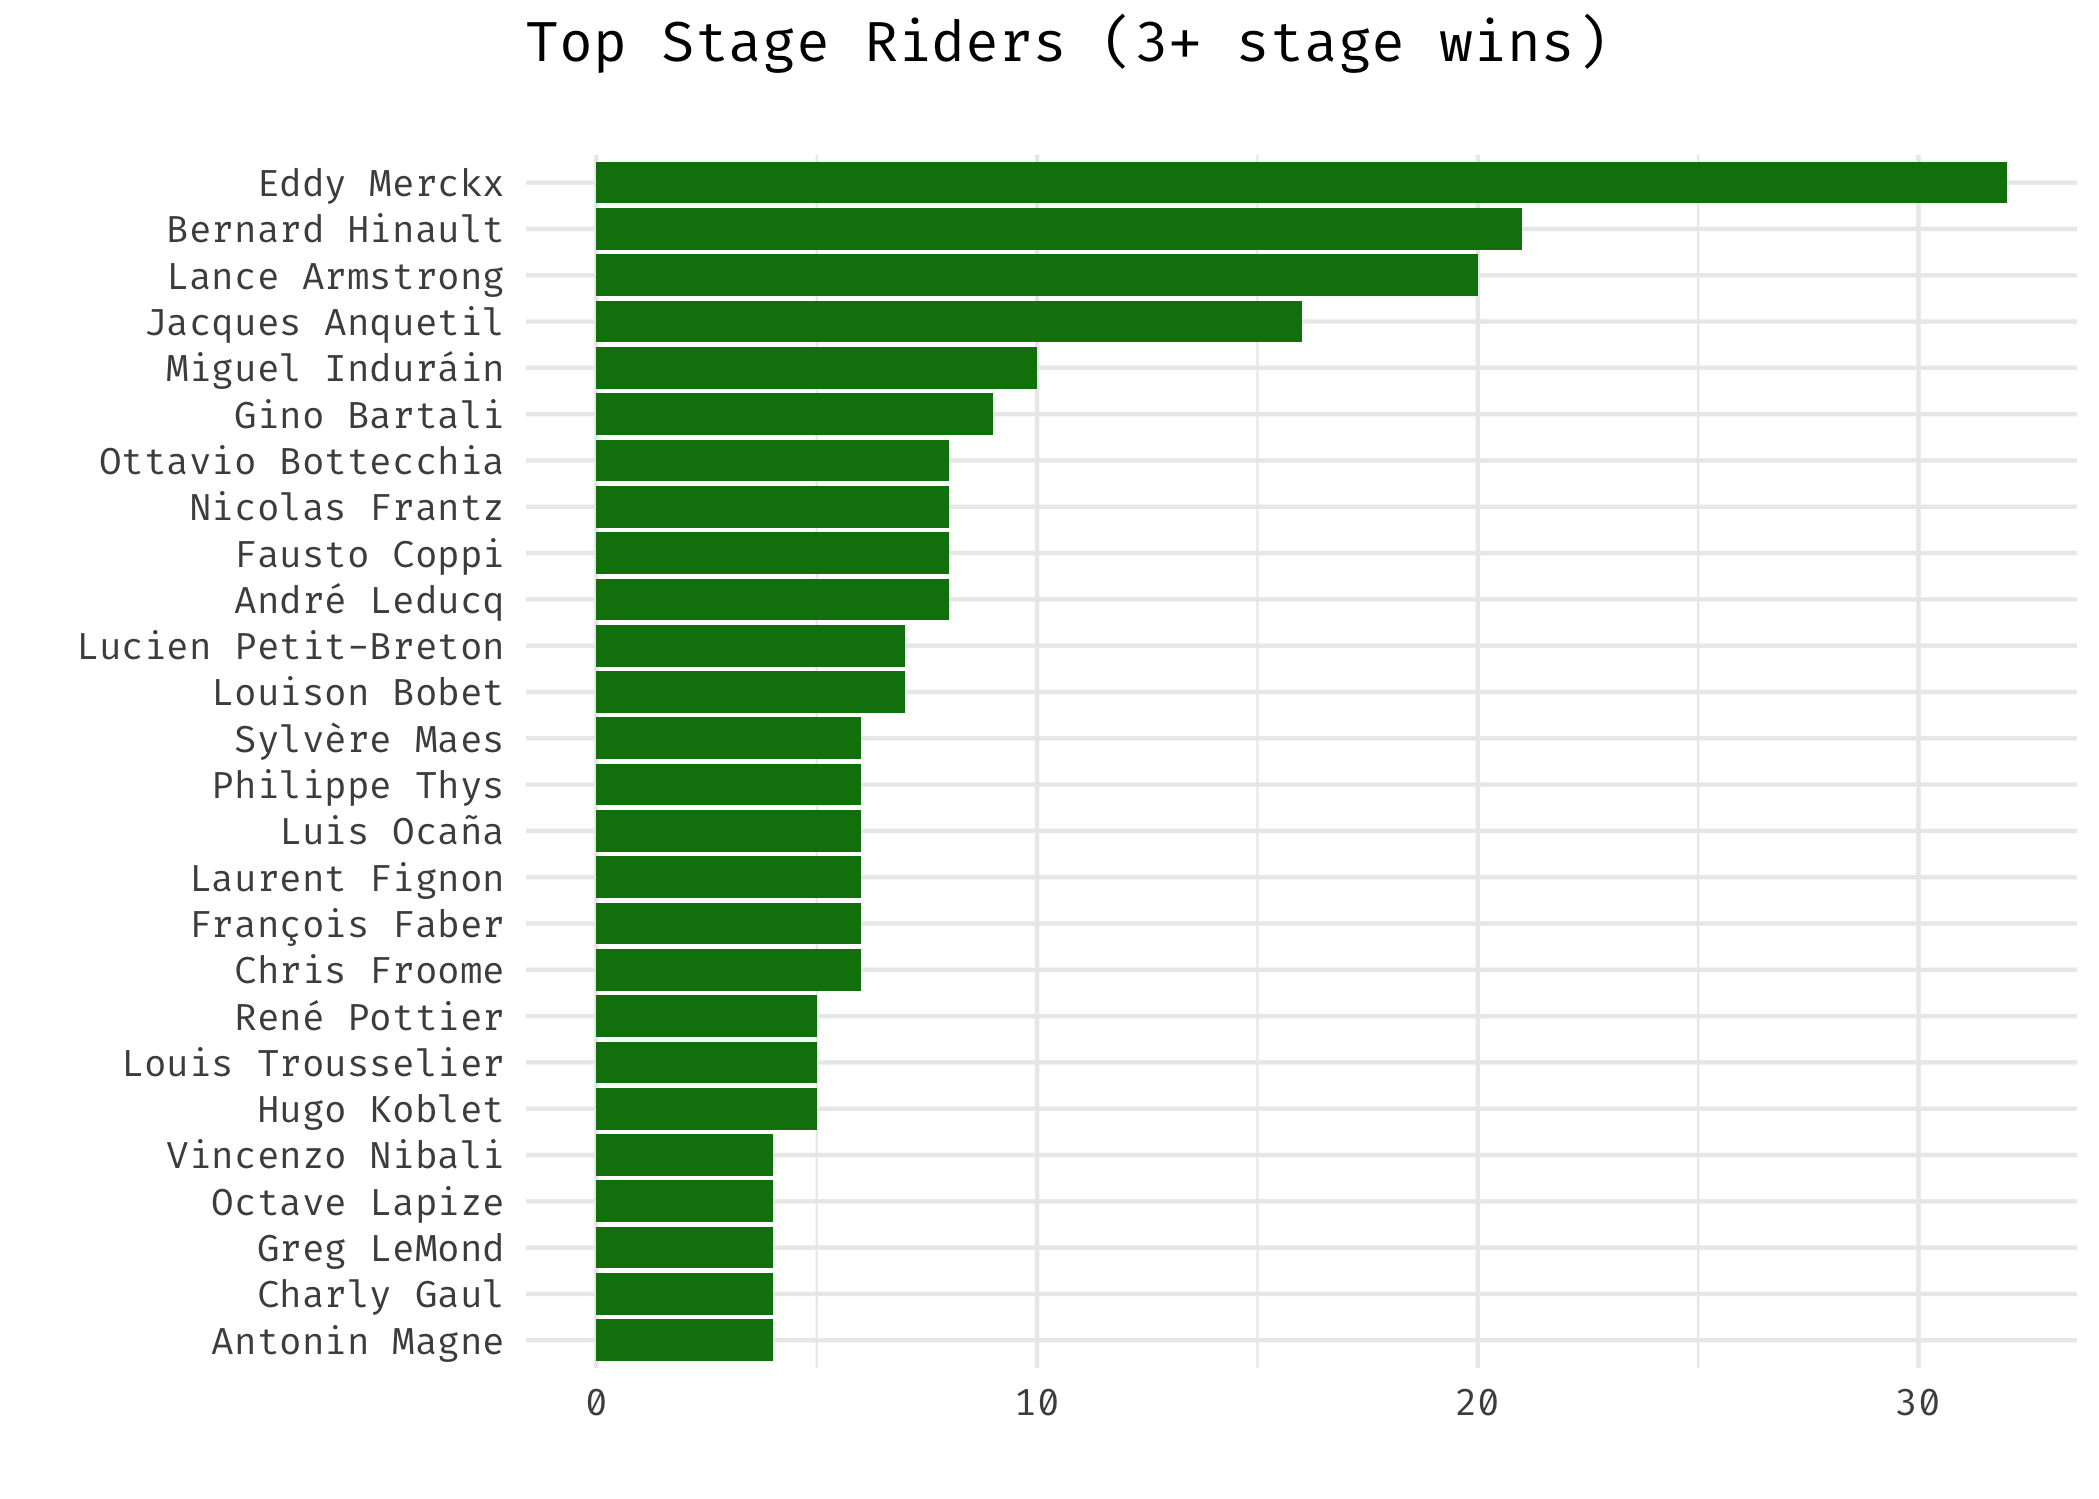 Top Stage Riders (3+ stage wins)
Eddy Merckx
Bernard Hinault
Lance Armstrong
Jacques Anquetil
Miguel Induráin
Gino Bartali
Ottavio Bottecchia
Nicolas Frantz
Fausto Coppi
André Leducq
Lucien Petit-Breton
Louison Bobet
Sylvère Maes
Philippe Thys
Luis Ocaña
Laurent Fignon
François Faber
Chris Froome
René Pottier
Louis Trousselier
Hugo Koblet
Vincenzo Nibali
Octave Lapize
Greg LeMond
Charly Gaul
Antonin Magne
0 10 20 30